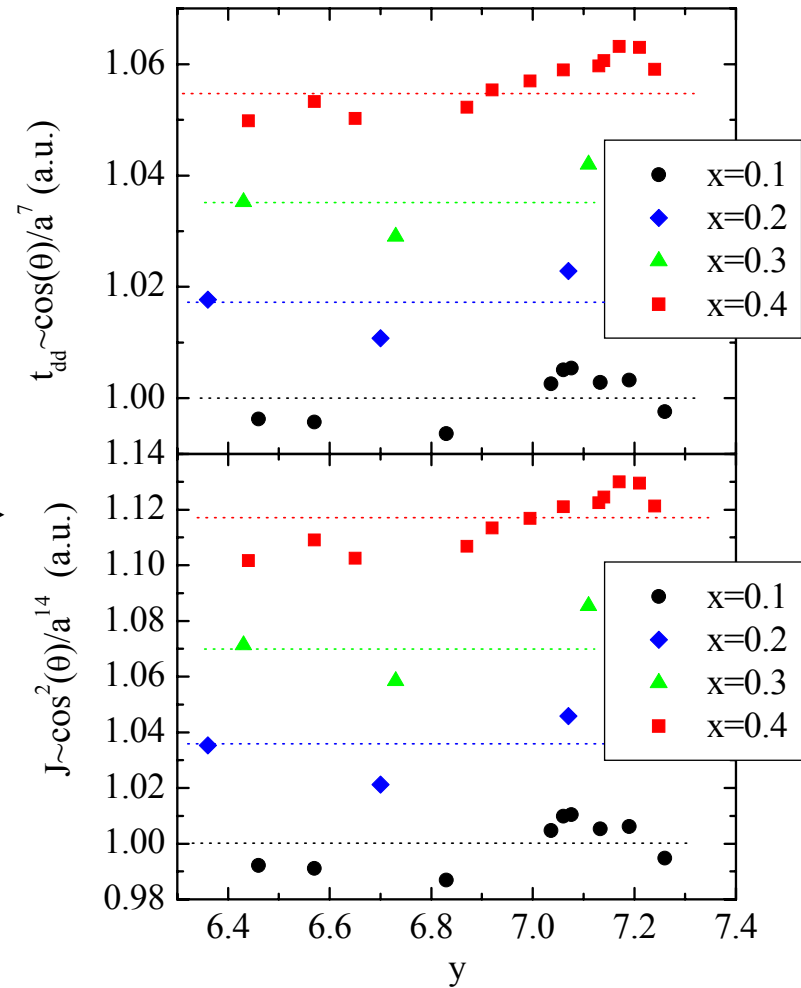 t_dd~cos(θ)/a^7 (a.u.)
1.06
1.04
1.02
1.00
x=0.1
x=0.2
x=0.3
x=0.4
J~cos^2(θ)/a^14 (a.u.)
1.14
1.12
1.10
1.08
1.06
1.04
1.02
1.00
0.98
x=0.1
x=0.2
x=0.3
x=0.4
6.4 6.6 6.8 7.0 7.2 7.4
y